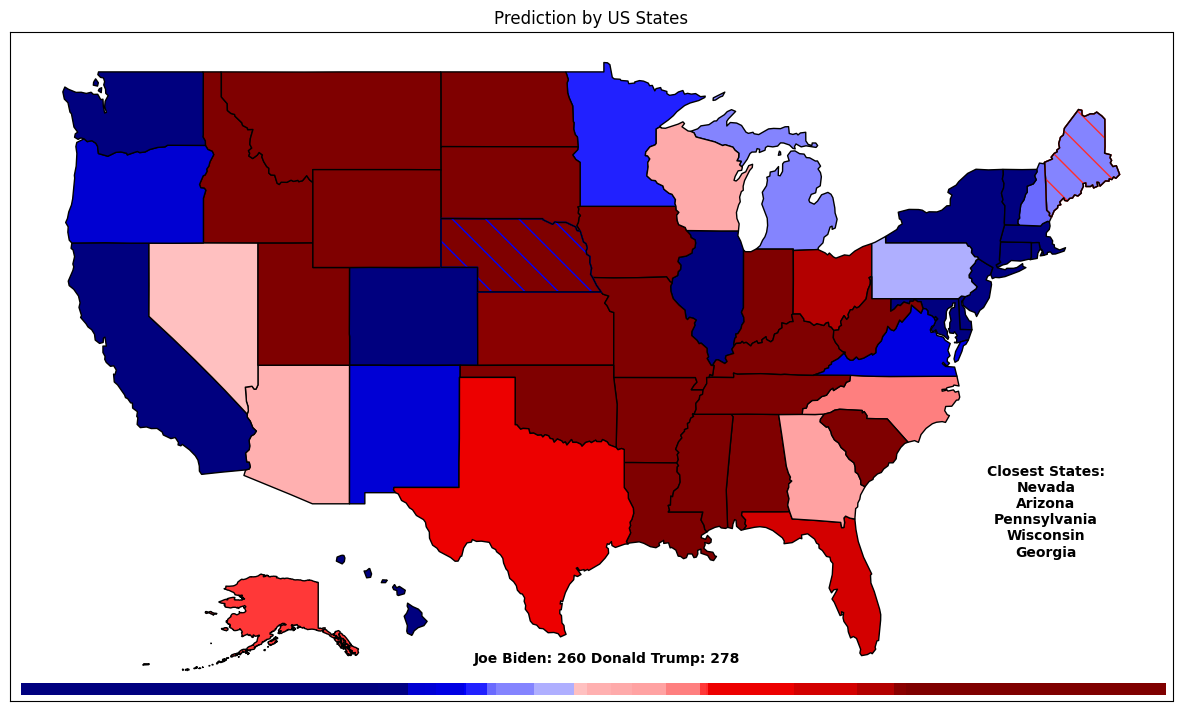 Prediction by US States
Closest States:
Nevada
Arizona
Pennsylvania
Wisconsin
Georgia
Joe Biden: 260 Donald Trump: 278